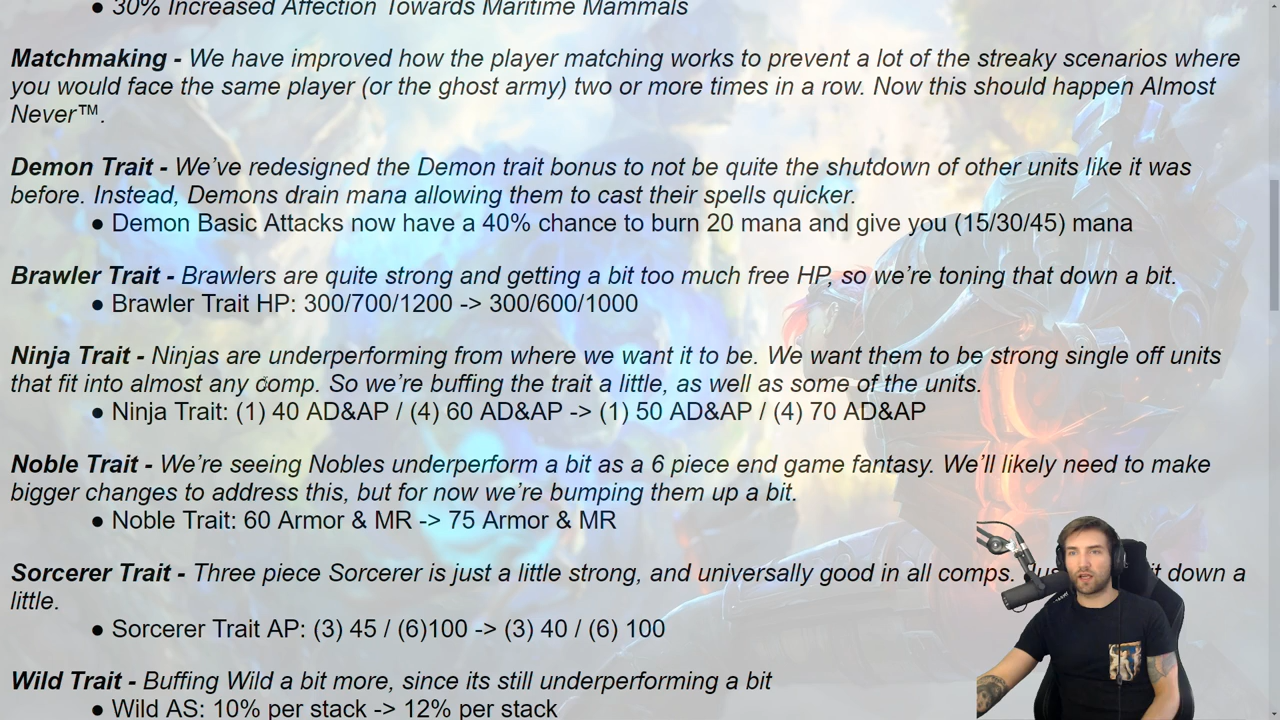 ● 30% Increased Affection Towards Maritime Mammals
Matchmaking - We have improved how the player matching works to prevent a lot of the streaky scenarios where
you would face the same player (or the ghost army) two or more times in a row. Now this should happen Almost
Never™.
Demon Trait - We’ve redesigned the Demon trait bonus to not be quite the shutdown of other units like it was
before. Instead, Demons drain mana allowing them to cast their spells quicker.
● Demon Basic Attacks now have a 40% chance to burn 20 mana and give you (15/30/45) mana
Brawler Trait - Brawlers are quite strong and getting a bit too much free HP, so we’re toning that down a bit.
● Brawler Trait HP: 300/700/1200 -> 300/600/1000
Ninja Trait - Ninjas are underperforming from where we want it to be. We want them to be strong single off units
that fit into almost any comp. So we’re buffing the trait a little, as well as some of the units.
● Ninja Trait: (1) 40 AD&AP / (4) 60 AD&AP -> (1) 50 AD&AP / (4) 70 AD&AP
Noble Trait - We’re seeing Nobles underperform a bit as a 6 piece end game fantasy. We’ll likely need to make
bigger changes to address this, but for now we’re bumping them up a bit.
● Noble Trait: 60 Armor & MR -> 75 Armor & MR
Sorcerer Trait - Three piece Sorcerer is just a little strong, and universally good in all comps. it down a
little.
● Sorcerer Trait AP: (3) 45 / (6)100 -> (3) 40 / (6) 100
Wild Trait - Buffing Wild a bit more, since its still underperforming a bit
● Wild AS: 10% per stack -> 12% per stack